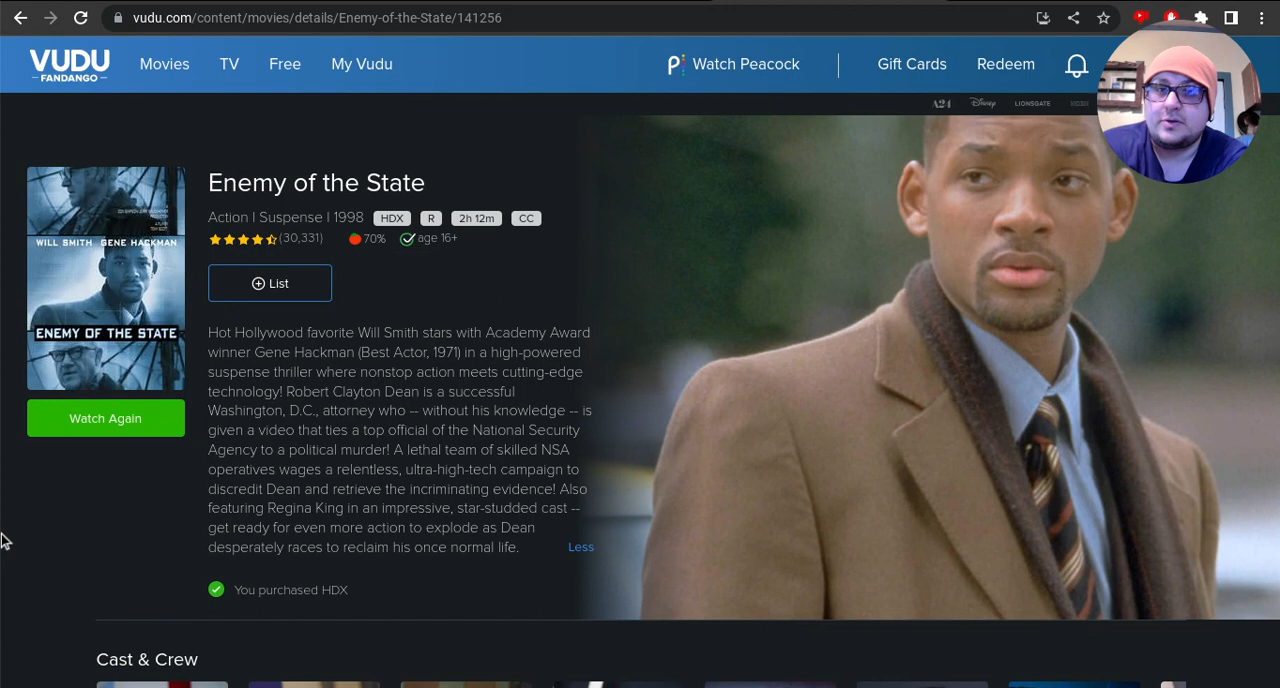 vudu.com/content/movies/details/Enemy-of-the-State/141256
VUDU
FANDANGO
Movies
TV
Free
My Vudu
Watch Peacock
Gift Cards
Redeem
A24
Disney
LIONSGATE
Enemy of the State
Action | Suspense | 1998 HDX R 2h 12m CC
(30,331) 70% age 16+
List
WILL SMITH GENE HACKMAN
ENEMY OF THE STATE
Watch Again
Hot Hollywood favorite Will Smith stars with Academy Award
winner Gene Hackman (Best Actor, 1971) in a high-powered
suspense thriller where nonstop action meets cutting-edge
technology! Robert Clayton Dean is a successful
Washington, D.C., attorney who -- without his knowledge -- is
given a video that ties a top official of the National Security
Agency to a political murder! A lethal team of skilled NSA
operatives wages a relentless, ultra-high-tech campaign to
discredit Dean and retrieve the incriminating evidence! Also
featuring Regina King in an impressive, star-studded cast --
get ready for even more action to explode as Dean
desperately races to reclaim his once normal life. Less
You purchased HDX
Cast & Crew